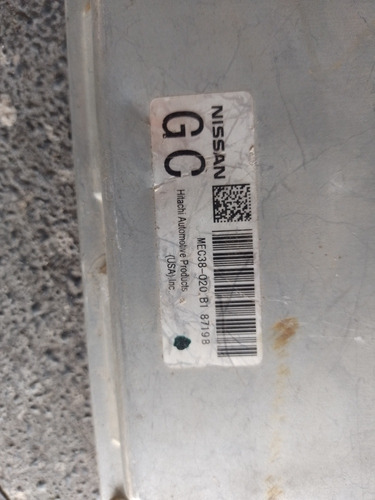 NISSAN
GC
MEC38-020 B1 8719B
Hitachi Automotive Products
(USA) Inc.